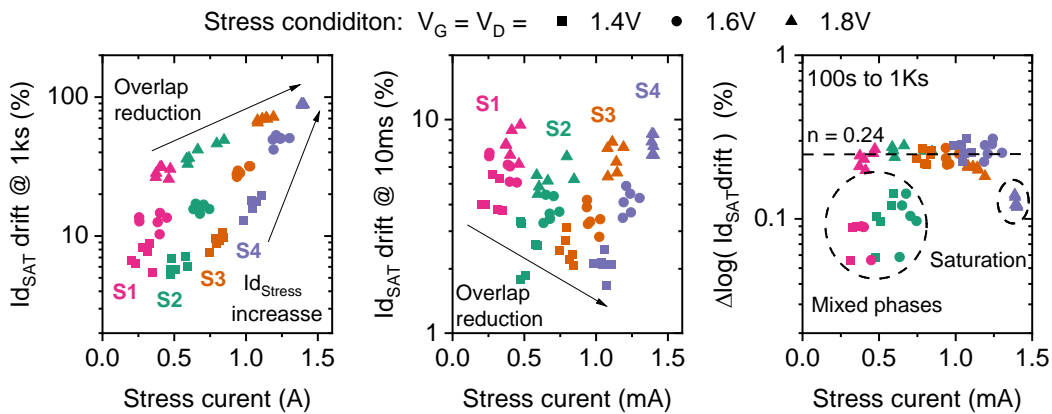 Stress condiditon: V_G = V_D = 1.4V 1.6V 1.8V
Id_SAT drift @ 1ks (%)
100
10
Overlap
reduction
S1
S2
S3
S4
Id_Stress
increasse
0.0 0.5 1.0 1.5
Stress curent (A)
Id_SAT drift @ 10ms (%)
10
1
S1
S2
S3
S4
Overlap
reduction
0.0 0.5 1.0 1.5
Stress curent (mA)
Δlog( Id_SAT drift ) (%)
0.1
100s to 1Ks
n = 0.24
Saturation
Mixed phases
0.0 0.5 1.0 1.5
Stress curent (mA)